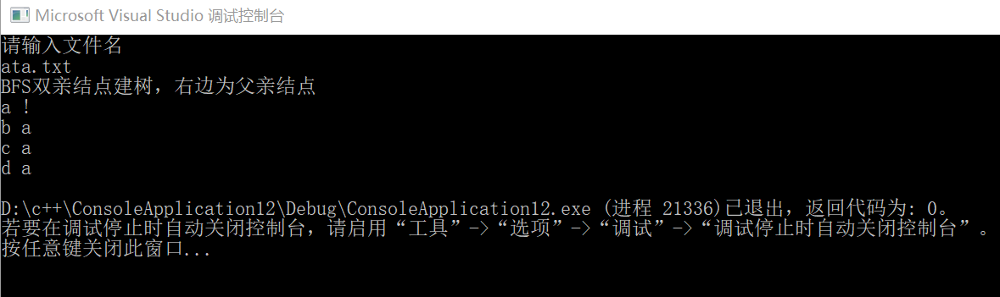 Microsoft Visual Studio 调试控制台
请输入文件名
ata.txt
BFS双亲结点建树，右边为父亲结点
a !
b a
c a
d a
D:\c++\ConsoleApplication12\Debug\ConsoleApplication12.exe (进程 21336)已退出，返回代码为: 0。
若要在调试停止时自动关闭控制台，请启用“工具”->“选项”->“调试”->“调试停止时自动关闭控制台”。
按任意键关闭此窗口...